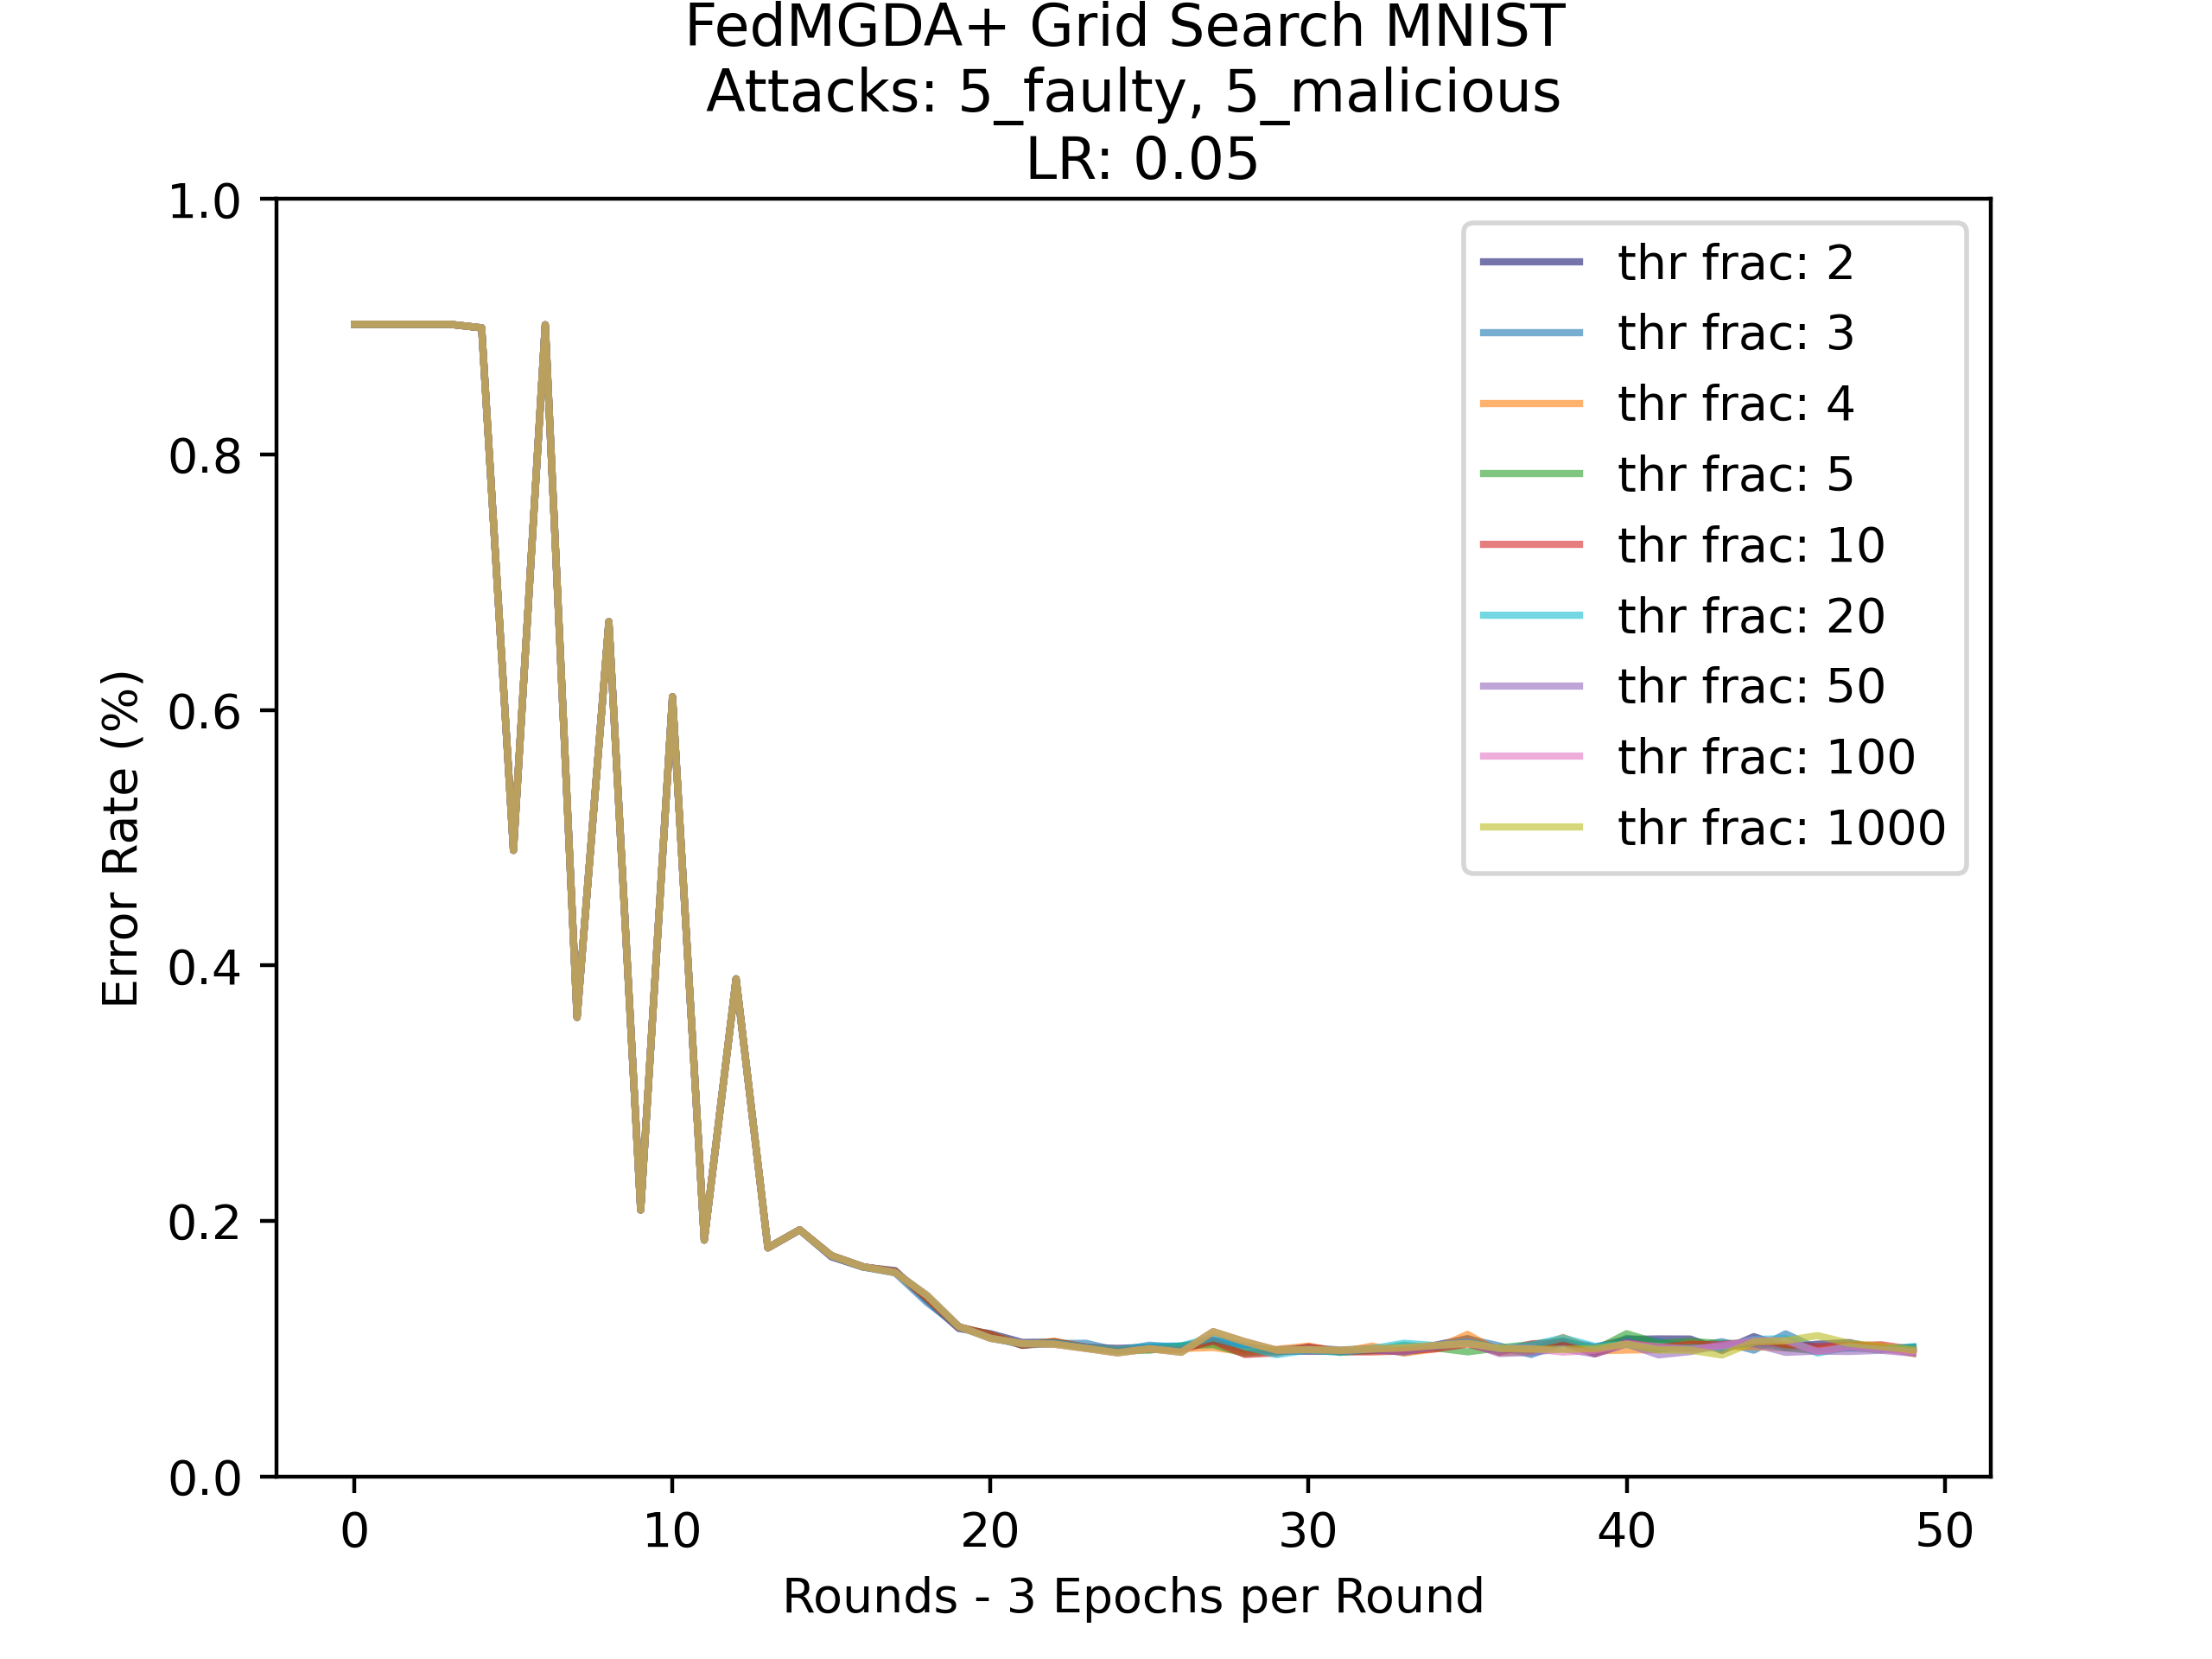 FedMGDA+ Grid Search MNIST
Attacks: 5_faulty, 5_malicious
LR: 0.05
1.0
0.8
0.6
0.4
0.2
0.0
Error Rate (%)
thr frac: 2
thr frac: 3
thr frac: 4
thr frac: 5
thr frac: 10
thr frac: 20
thr frac: 50
thr frac: 100
thr frac: 1000
0 10 20 30 40 50
Rounds - 3 Epochs per Round